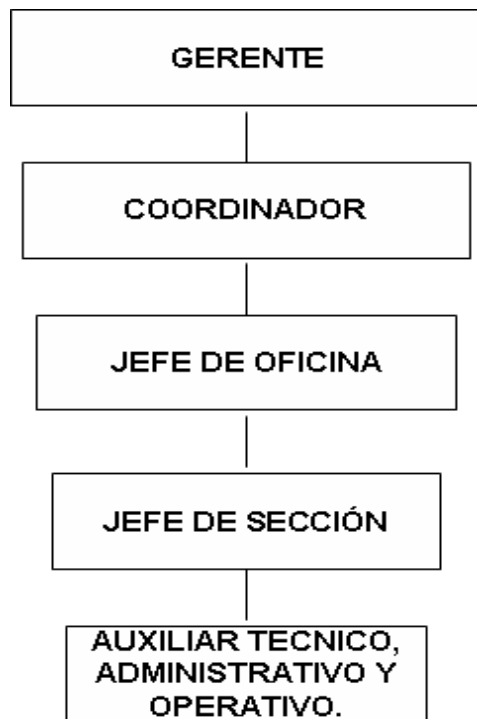 GERENTE
COORDINADOR
JEFE DE OFICINA
JEFE DE SECCIÓN
AUXILIAR TECNICO,
ADMINISTRATIVO Y
OPERATIVO.